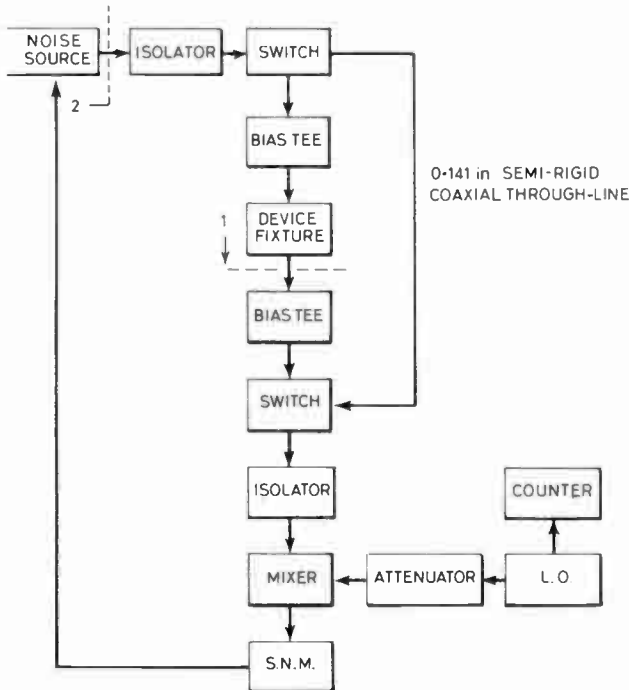 NOISE
SOURCE
ISOLATOR
SWITCH
2
BIAS TEE
0·141 in SEMI-RIGID
COAXIAL THROUGH-LINE
1
DEVICE
FIXTURE
BIAS TEE
SWITCH
ISOLATOR
COUNTER
MIXER
ATTENUATOR
L.O.
S.N.M.